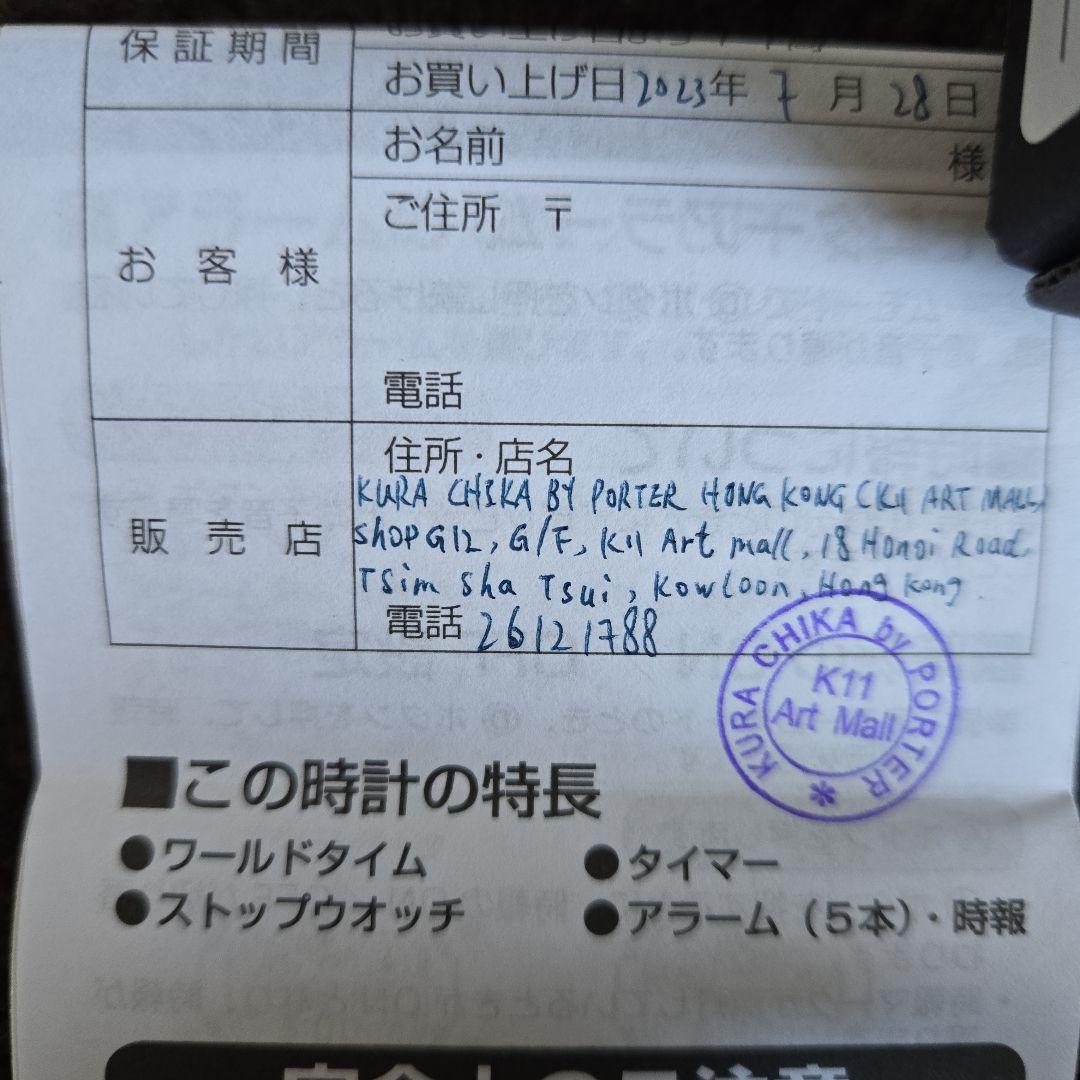 保証期間
お買い上げ日2023年 7月 28日
お名前 様
お客様
ご住所 〒
電話
販売店
住所・店名
KURA CHIKA BY PORTER HONG KONG CK11 ART MALL,
Shop G12, G/F, K11 Art mall, 18 Hanoi Road,
Tsim Sha Tsui, Kowloon, Hong Kong.
電話 26121788
KURA CHIKA by PORTER *
K11
Art Mall
■この時計の特長
●ワールドタイム ●タイマー
●ストップウオッチ ●アラーム（5本）・時報